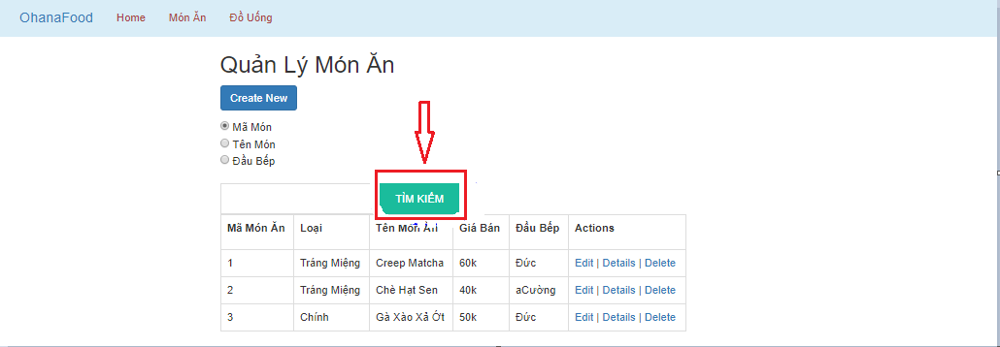 OhanaFood Home Món Ăn Đồ Uống
Quản Lý Món Ăn
Create New
Mã Món
Tên Món
Đầu Bếp
TÌM KIẾM
Mã Món Ăn Loại Tên Món Ăn Giá Bán Đầu Bếp Actions
1 Tráng Miệng Creep Matcha 60k Đức Edit | Details | Delete
2 Tráng Miệng Chè Hạt Sen 40k aCường Edit | Details | Delete
3 Chính Gà Xào Xả Ớt 50k Đức Edit | Details | Delete